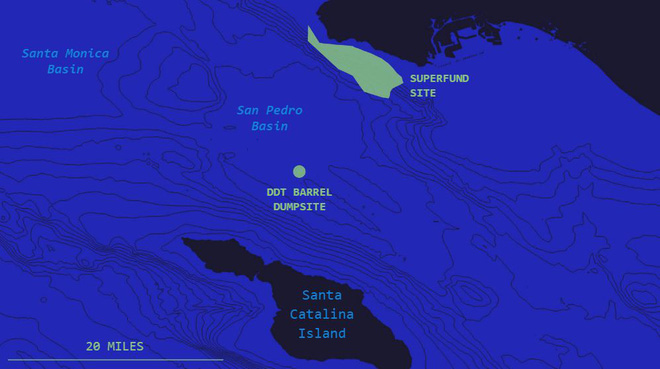 Santa Monica
Basin
SUPERFUND
SITE
San Pedro
Basin
DDT BARREL
DUMPSITE
Santa
Catalina
Island
20 MILES